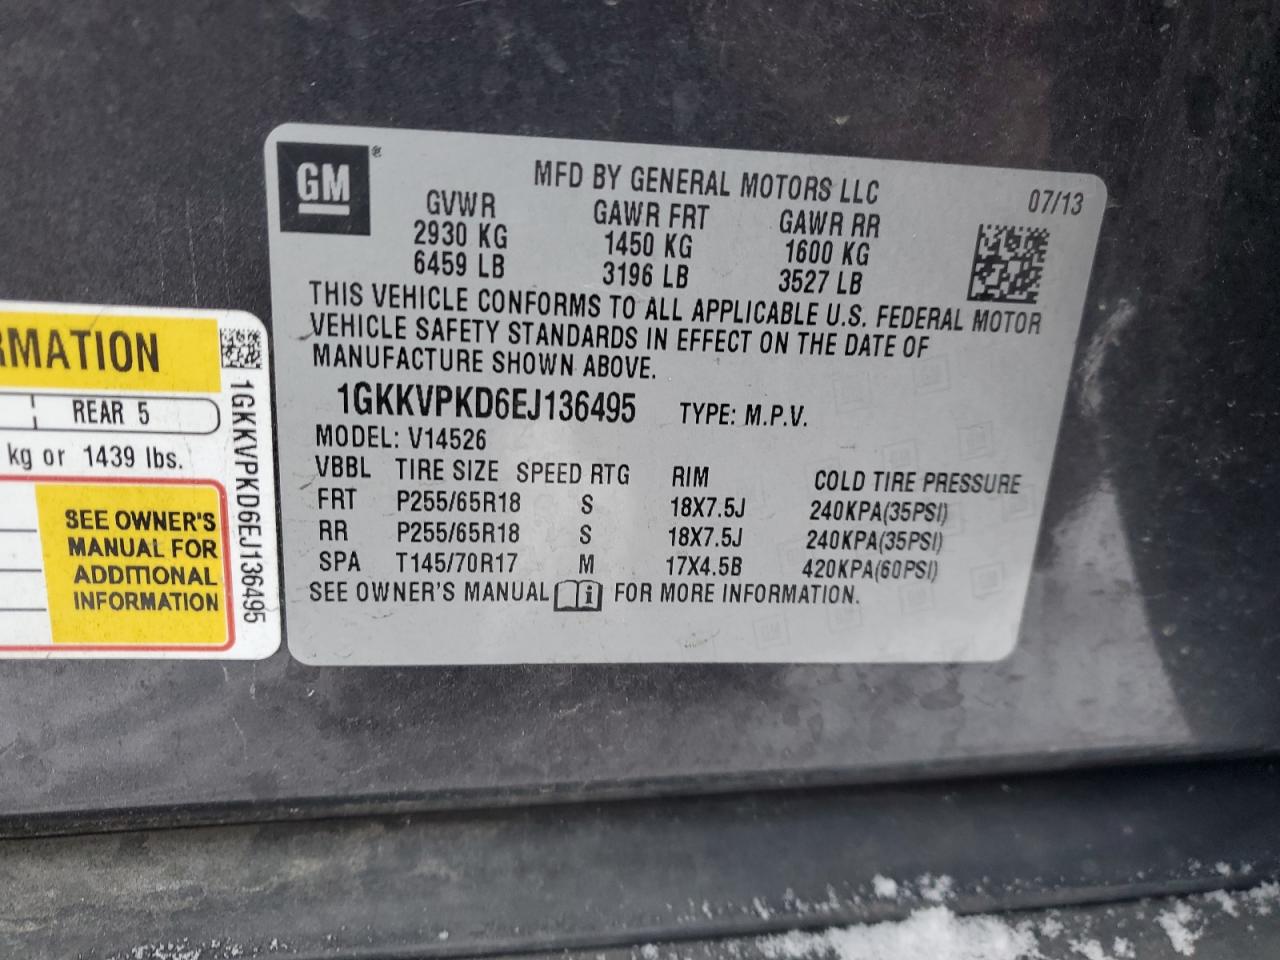 GM ®
MFD BY GENERAL MOTORS LLC 07/13
GVWR GAWR FRT GAWR RR
2930 KG 1450 KG 1600 KG
6459 LB 3196 LB 3527 LB
THIS VEHICLE CONFORMS TO ALL APPLICABLE U.S. FEDERAL MOTOR
VEHICLE SAFETY STANDARDS IN EFFECT ON THE DATE OF
MANUFACTURE SHOWN ABOVE.
1GKKVPKD6EJ136495 TYPE: M.P.V.
MODEL: V14526
VBBL TIRE SIZE SPEED RTG RIM COLD TIRE PRESSURE
FRT P255/65R18 S 18X7.5J 240KPA(35PSI)
RR P255/65R18 S 18X7.5J 240KPA(35PSI)
SPA T145/70R17 M 17X4.5B 420KPA(60PSI)
SEE OWNER'S MANUAL i FOR MORE INFORMATION.
RMATION
REAR 5
kg or 1439 lbs.
SEE OWNER'S
MANUAL FOR
ADDITIONAL
INFORMATION
1GKKVPKD6EJ136495